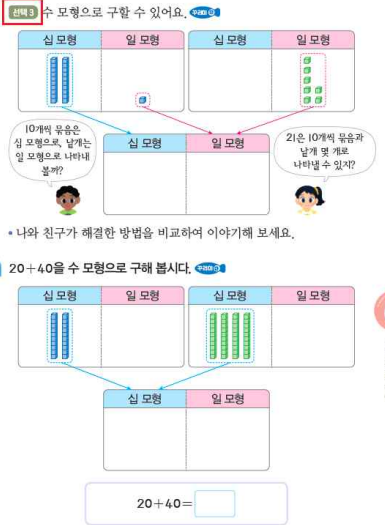 선택 3 수 모형으로 구할 수 있어요. 꾸러미
십 모형 일 모형 십 모형 일 모형
10개씩 묶음은
십 모형으로, 낱개는
일 모형으로 나타내
볼까?
십 모형 일 모형
21은 10개씩 묶음과
낱개 몇 개로
나타낼 수 있지?
• 나와 친구가 해결한 방법을 비교하여 이야기해 보세요.
20+40을 수 모형으로 구해 봅시다. 꾸러미
십 모형 일 모형 십 모형 일 모형
십 모형 일 모형
20+40=